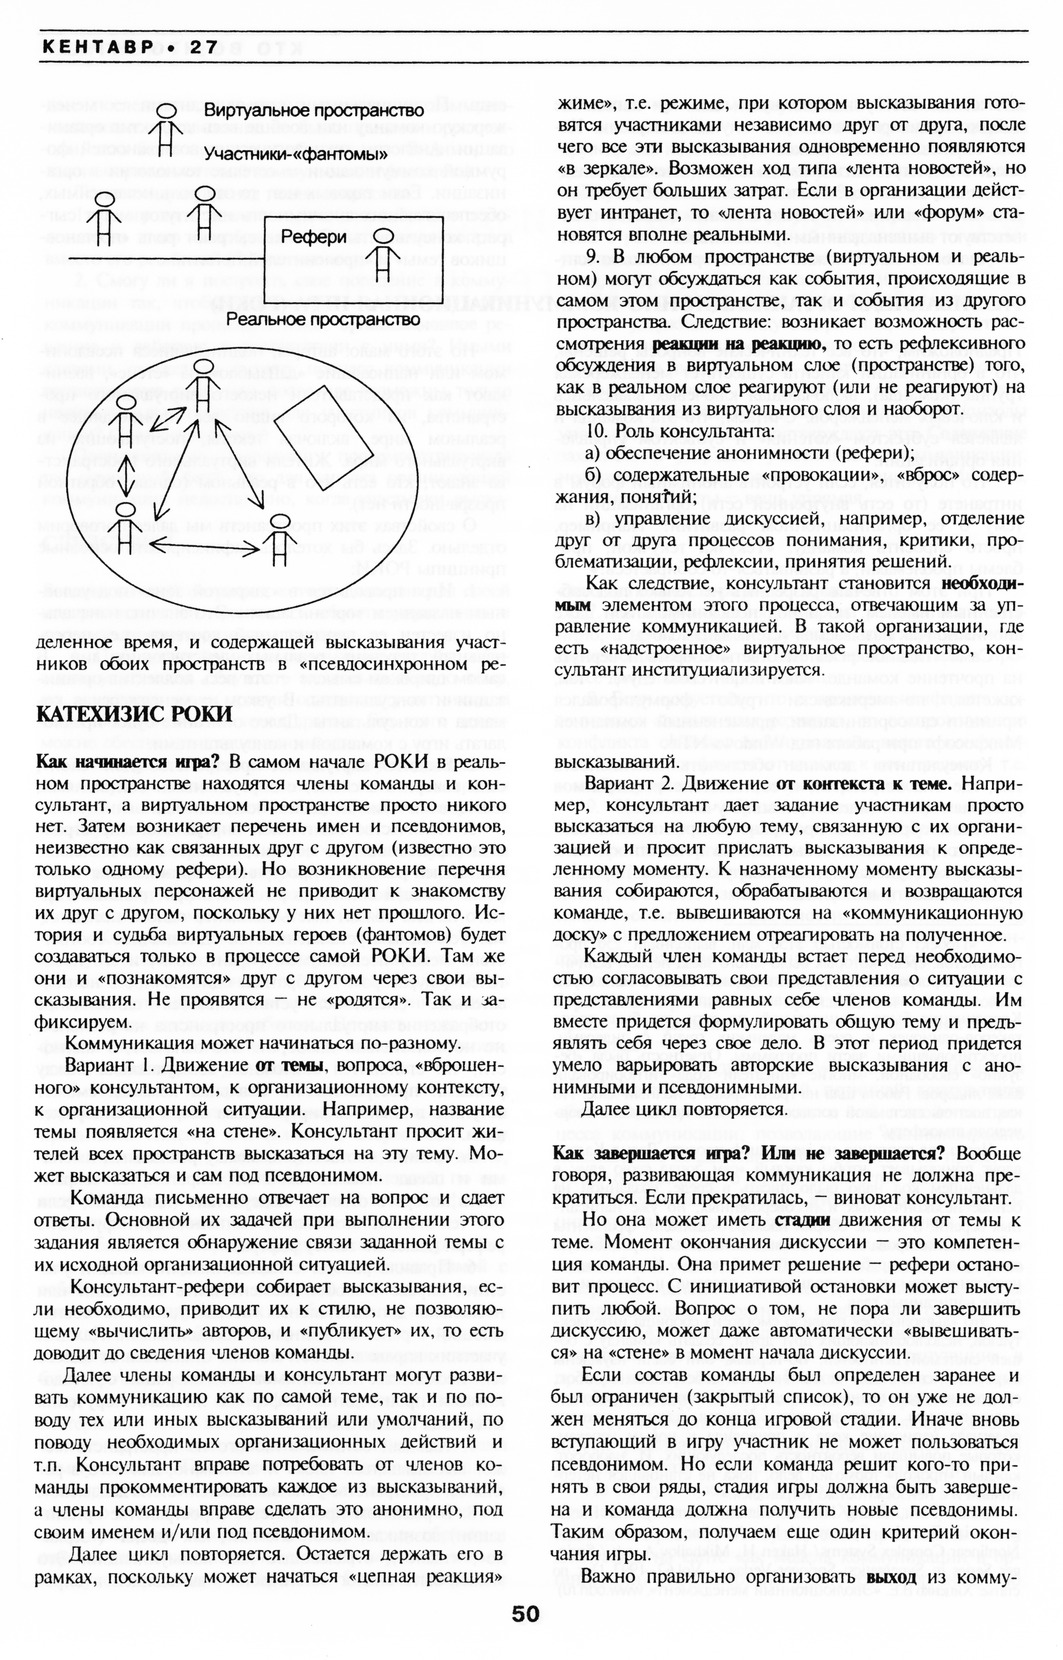 КЕНТАВР • 27
Виртуальное пространство
Участники-«фантомы»
Рефери
Реальное пространство
деленное время, и содержащей высказывания участ-
ников обоих пространств в «псевдосинхронном ре-
жиме», т.е. режиме, при котором высказывания гото-
вятся участниками независимо друг от друга, после
чего все эти высказывания одновременно появляются
«в зеркале». Возможен ход типа «лента новостей», но
он требует больших затрат. Если в организации дейст-
вует интранет, то «лента новостей» или «форум» ста-
новятся вполне реальными.
9. В любом пространстве (виртуальном и реаль-
ном) могут обсуждаться как события, происходящие в
самом этом пространстве, так и события из другого
пространства. Следствие: возникает возможность рас-
смотрения реакции на реакцию, то есть рефлексивного
обсуждения в виртуальном слое (пространстве) того,
как в реальном слое реагируют (или не реагируют) на
высказывания из виртуального слоя и наоборот.
10. Роль консультанта:
а) обеспечение анонимности (рефери);
б) содержательные «провокации», «вброс» содер-
жания, понятий;
в) управление дискуссией, например, отделение
друг от друга процессов понимания, критики, про-
блематизации, рефлексии, принятия решений.
Как следствие, консультант становится необходи-
мым элементом этого процесса, отвечающим за уп-
равление коммуникацией. В такой организации, где
есть «надстроенное» виртуальное пространство, кон-
сультант институциализируется.
КАТЕХИЗИС РОКИ
Как начинается игра? В самом начале РОКИ в реаль-
ном пространстве находятся члены команды и кон-
сультант, а виртуальном пространстве просто никого
нет. Затем возникает перечень имен и псевдонимов,
неизвестно как связанных друг с другом (известно это
только одному рефери). Но возникновение перечня
виртуальных персонажей не приводит к знакомству
их друг с другом, поскольку у них нет прошлого. Ис-
тория и судьба виртуальных героев (фантомов) будет
создаваться только в процессе самой РОКИ. Там же
они и «познакомятся» друг с другом через свои вы-
сказывания. Не проявятся — не «родятся». Так и за-
фиксируем.
Коммуникация может начинаться по-разному.
Вариант 1. Движение от темы, вопроса, «вброшен-
ного» консультантом, к организационному контексту,
к организационной ситуации. Например, название
темы появляется «на стене». Консультант просит жи-
телей всех пространств высказаться на эту тему. Мо-
жет высказаться и сам под псевдонимом.
Команда письменно отвечает на вопрос и сдает
ответы. Основной их задачей при выполнении этого
задания является обнаружение связи заданной темы с
их исходной организационной ситуацией.
Консультант-рефери собирает высказывания, ес-
ли необходимо, приводит их к стилю, не позволяю-
щему «вычислить» авторов, и «публикует» их, то есть
доводит до сведения членов команды.
Далее члены команды и консультант могут разви-
вать коммуникацию как по самой теме, так и по по-
воду тех или иных высказываний или умолчаний, по
поводу необходимых организационных действий и
т.п. Консультант вправе потребовать от членов ко-
манды прокомментировать каждое из высказываний,
а члены команды вправе сделать это анонимно, под
своим именем и/или под псевдонимом.
Далее цикл повторяется. Остается держать его в
рамках, поскольку может начаться «цепная реакция»
высказываний.
Вариант 2. Движение от контекста к теме. Напри-
мер, консультант дает задание участникам просто
высказаться на любую тему, связанную с их органи-
зацией и просит прислать высказывания к опреде-
ленному моменту. К назначенному моменту высказы-
вания собираются, обрабатываются и возвращаются
команде, т.е. вывешиваются на «коммуникационную
доску» с предложением отреагировать на полученное.
Каждый член команды встает перед необходимо-
стью согласовывать свои представления о ситуации с
представлениями равных себе членов команды. Им
вместе придется формулировать общую тему и предъ-
являть себя через свое дело. В этот период придется
умело варьировать авторские высказывания с ано-
нимными и псевдонимными.
Далее цикл повторяется.
Как завершается игра? Или не завершается? Вообще
говоря, развивающая коммуникация не должна пре-
кратиться. Если прекратилась, — виноват консультант.
Но она может иметь стадии движения от темы к
теме. Момент окончания дискуссии — это компетен-
ция команды. Она примет решение — рефери остано-
вит процесс. С инициативой остановки может высту-
пить любой. Вопрос о том, не пора ли завершить
дискуссию, может даже автоматически «вывешивать-
ся» на «стене» в момент начала дискуссии.
Если состав команды был определен заранее и
был ограничен (закрытый список), то он уже не дол-
жен меняться до конца игровой стадии. Иначе вновь
вступающий в игру участник не может пользоваться
псевдонимом. Но если команда решит кого-то при-
нять в свои ряды, стадия игры должна быть заверше-
на и команда должна получить новые псевдонимы.
Таким образом, получаем еще один критерий окон-
чания игры.
Важно правильно организовать выход из комму-
50